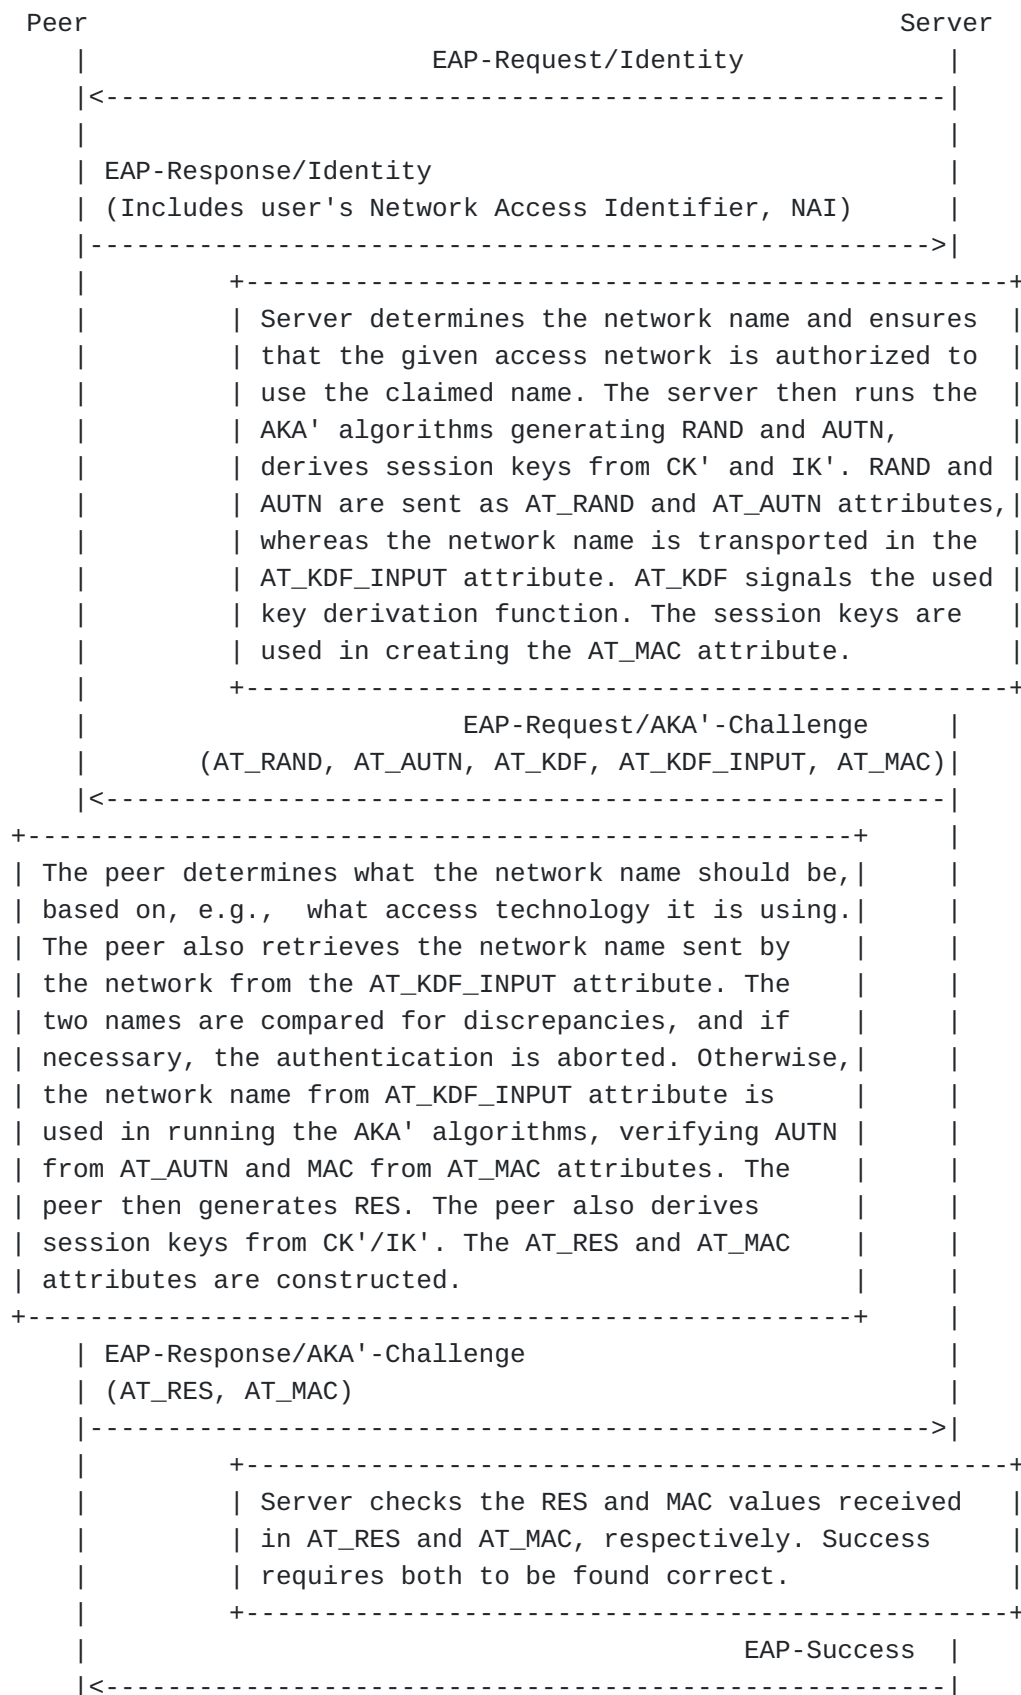 Peer                                                    Server
    |                      EAP-Request/Identity             |
    |<------------------------------------------------------|
    |                                                       |
    | EAP-Response/Identity                                 |
    | (Includes user's Network Access Identifier, NAI)      |
    |------------------------------------------------------>|
    |         +-------------------------------------------------+
    |         | Server determines the network name and ensures  |
    |         | that the given access network is authorized to  |
    |         | use the claimed name. The server then runs the  |
    |         | AKA' algorithms generating RAND and AUTN,       |
    |         | derives session keys from CK' and IK'. RAND and |
    |         | AUTN are sent as AT_RAND and AT_AUTN attributes,|
    |         | whereas the network name is transported in the  |
    |         | AT_KDF_INPUT attribute. AT_KDF signals the used |
    |         | key derivation function. The session keys are   |
    |         | used in creating the AT_MAC attribute.          |
    |         +-------------------------------------------------+
    |                        EAP-Request/AKA'-Challenge     |
    |       (AT_RAND, AT_AUTN, AT_KDF, AT_KDF_INPUT, AT_MAC)|
    |<------------------------------------------------------|
+-----------------------------------------------------+     |
| The peer determines what the network name should be,|     |
| based on, e.g.,  what access technology it is using.|     |
| The peer also retrieves the network name sent by    |     |
| the network from the AT_KDF_INPUT attribute. The    |     |
| two names are compared for discrepancies, and if    |     |
| necessary, the authentication is aborted. Otherwise,|     |
| the network name from AT_KDF_INPUT attribute is     |     |
| used in running the AKA' algorithms, verifying AUTN |     |
| from AT_AUTN and MAC from AT_MAC attributes. The    |     |
| peer then generates RES. The peer also derives      |     |
| session keys from CK'/IK'. The AT_RES and AT_MAC    |     |
| attributes are constructed.                         |     |
+-----------------------------------------------------+     |
    | EAP-Response/AKA'-Challenge                           |
    | (AT_RES, AT_MAC)                                      |
    |------------------------------------------------------>|
    |         +-------------------------------------------------+
    |         | Server checks the RES and MAC values received   |
    |         | in AT_RES and AT_MAC, respectively. Success     |
    |         | requires both to be found correct.              |
    |         +-------------------------------------------------+
    |                                          EAP-Success  |
    |<------------------------------------------------------|